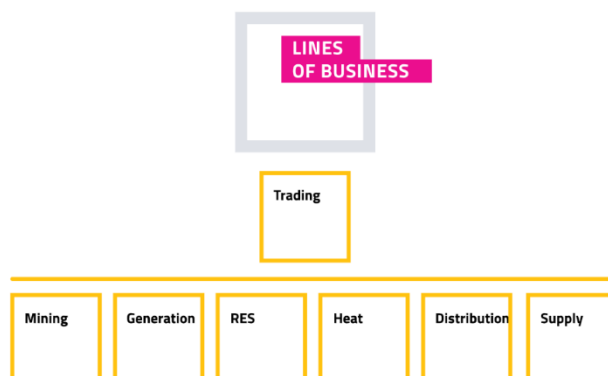 LINES
OF BUSINESS
Trading
Mining
Generation
RES
Heat
Distribution
Supply